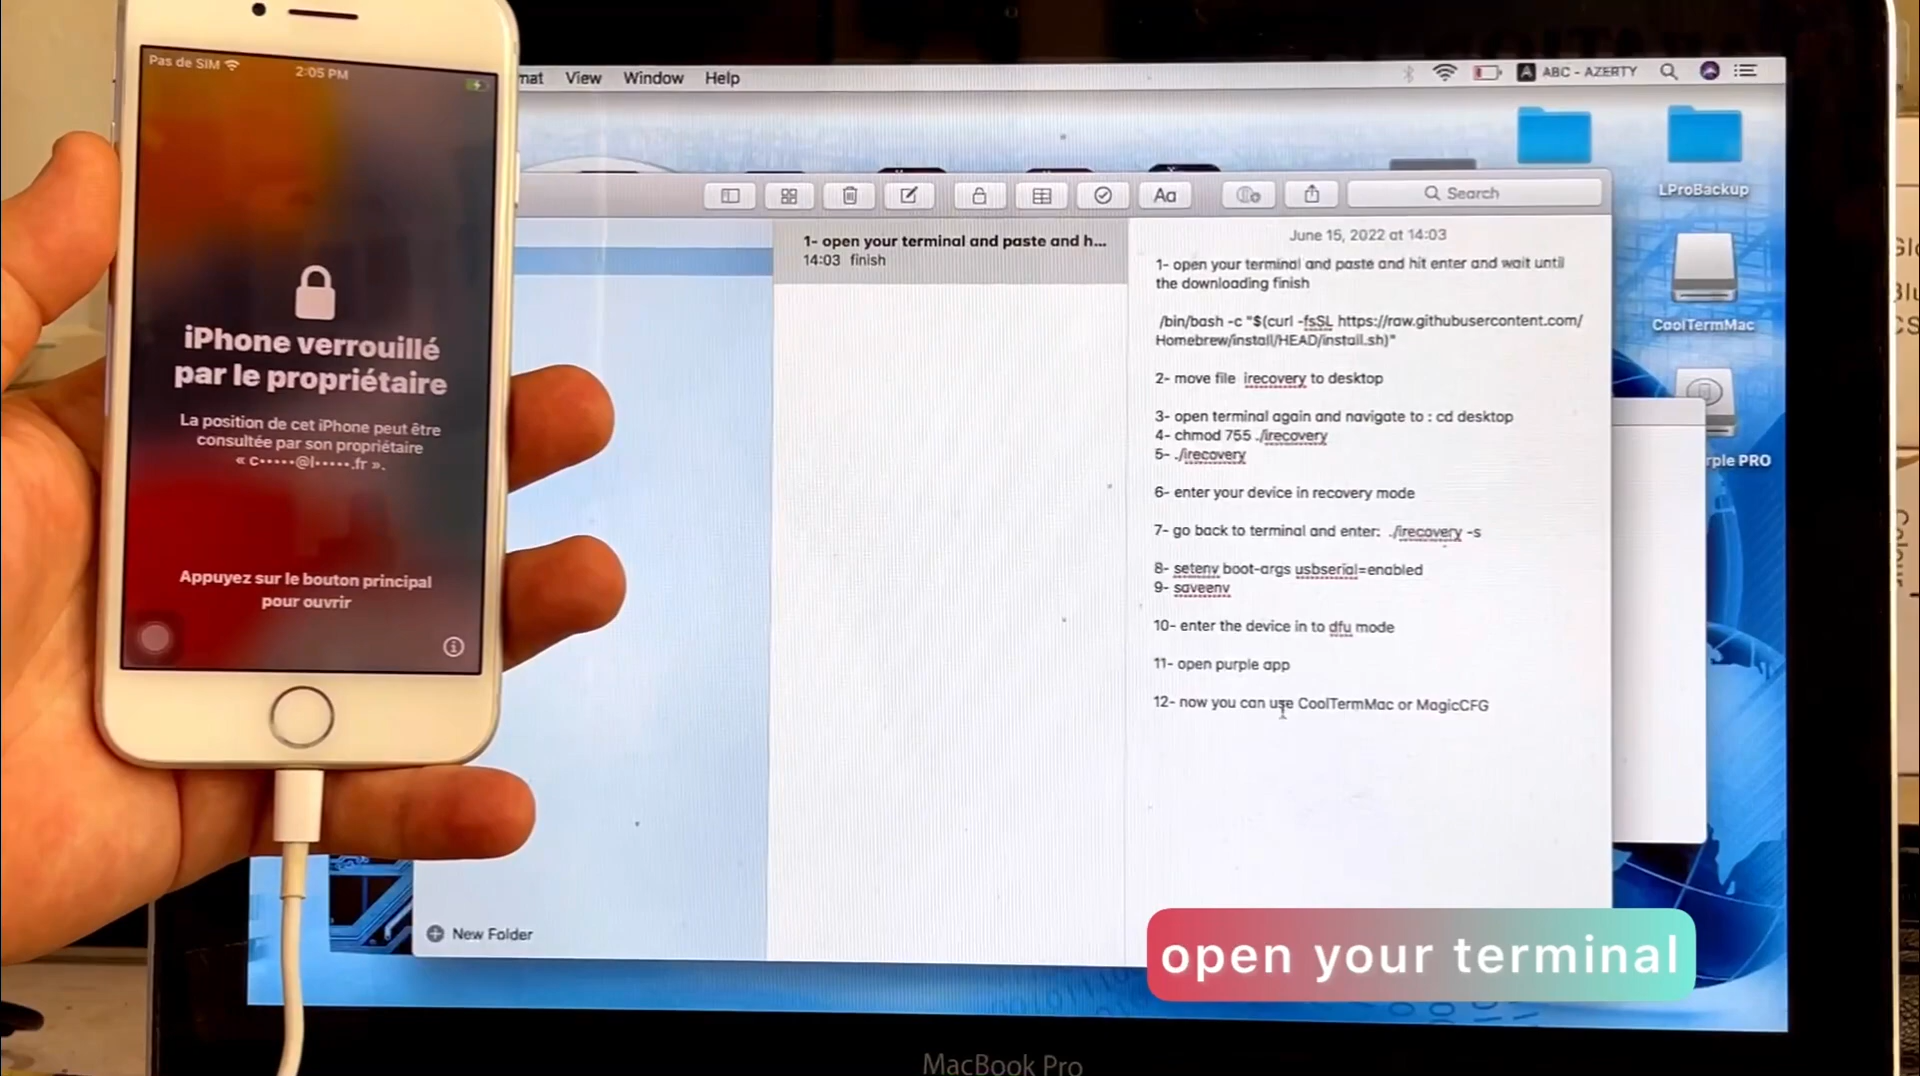 Pas de SIM
2:05 PM
iPhone verrouillé
par le propriétaire
La position de cet iPhone peut être
consultée par son propriétaire
« c•••••@l•••••.fr ».
Appuyez sur le bouton principal
pour ouvrir
mat View Window Help
A ABC - AZERTY
LProBackup
CoolTermMac
rple PRO
Aa
Search
1- open your terminal and paste and h...
14:03 finish
June 15, 2022 at 14:03
1- open your terminal and paste and hit enter and wait until
the downloading finish
/bin/bash -c "$(curl -fsSL https://raw.githubusercontent.com/
Homebrew/install/HEAD/install.sh)"
2- move file irecovery to desktop
3- open terminal again and navigate to : cd desktop
4- chmod 755 ./irecovery
5- ./irecovery
6- enter your device in recovery mode
7- go back to terminal and enter: ./irecovery -s
8- setenv boot-args usbserial=enabled
9- saveenv
10- enter the device in to dfu mode
11- open purple app
12- now you can use CoolTermMac or MagicCFG
New Folder
open your terminal
MacBook Pro